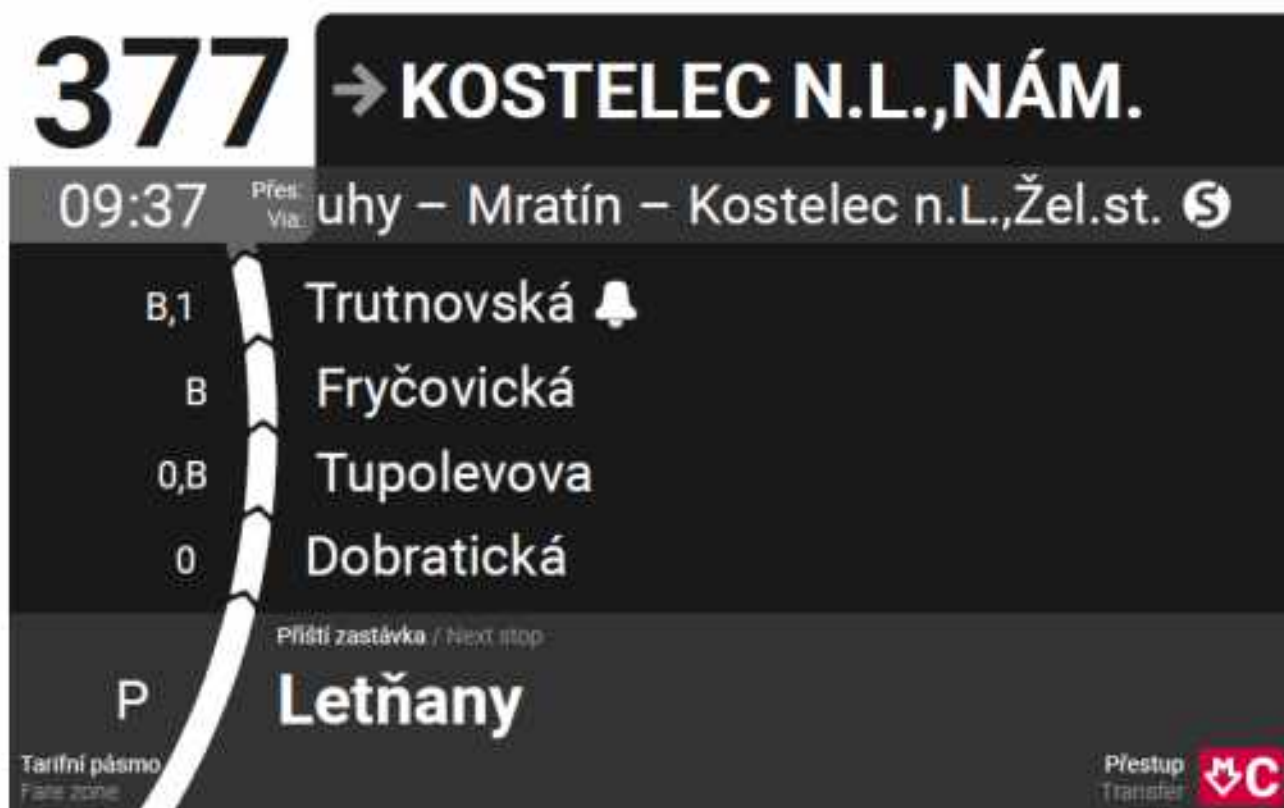 377 → KOSTELEC N.L.,NÁM.
09:37 Přes: Via: uhy – Mratín – Kostelec n.L.,Žel.st. S
B,1 Trutnovská
B Fryčovická
0,B Tupolevova
0 Dobratická
Příští zastávka / Next stop
P Letňany
Tarifní pásmo Přestup M C
Fare zone Transfer